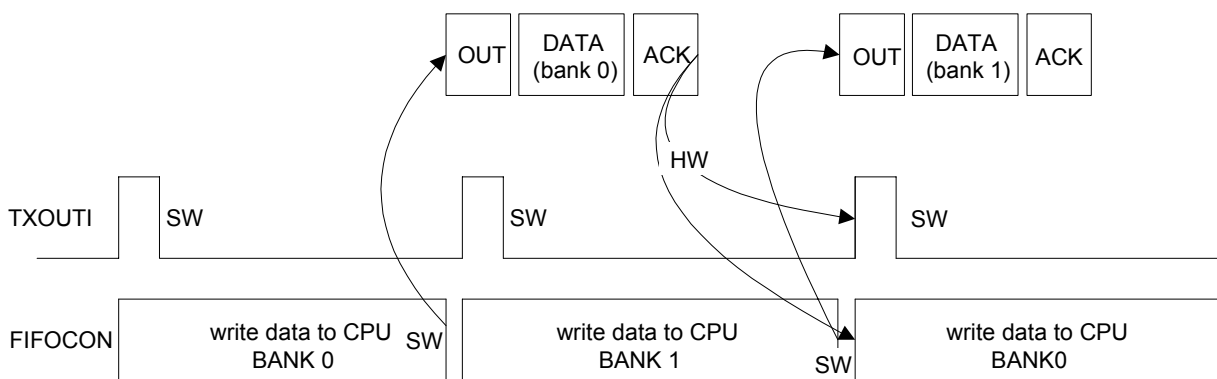 OUT
DATA
(bank 0)
ACK
OUT
DATA
(bank 1)
ACK
HW
TXOUTI
SW
SW
SW
FIFOCON
write data to CPU
BANK 0
SW
write data to CPU
BANK 1
SW
write data to CPU
BANK0